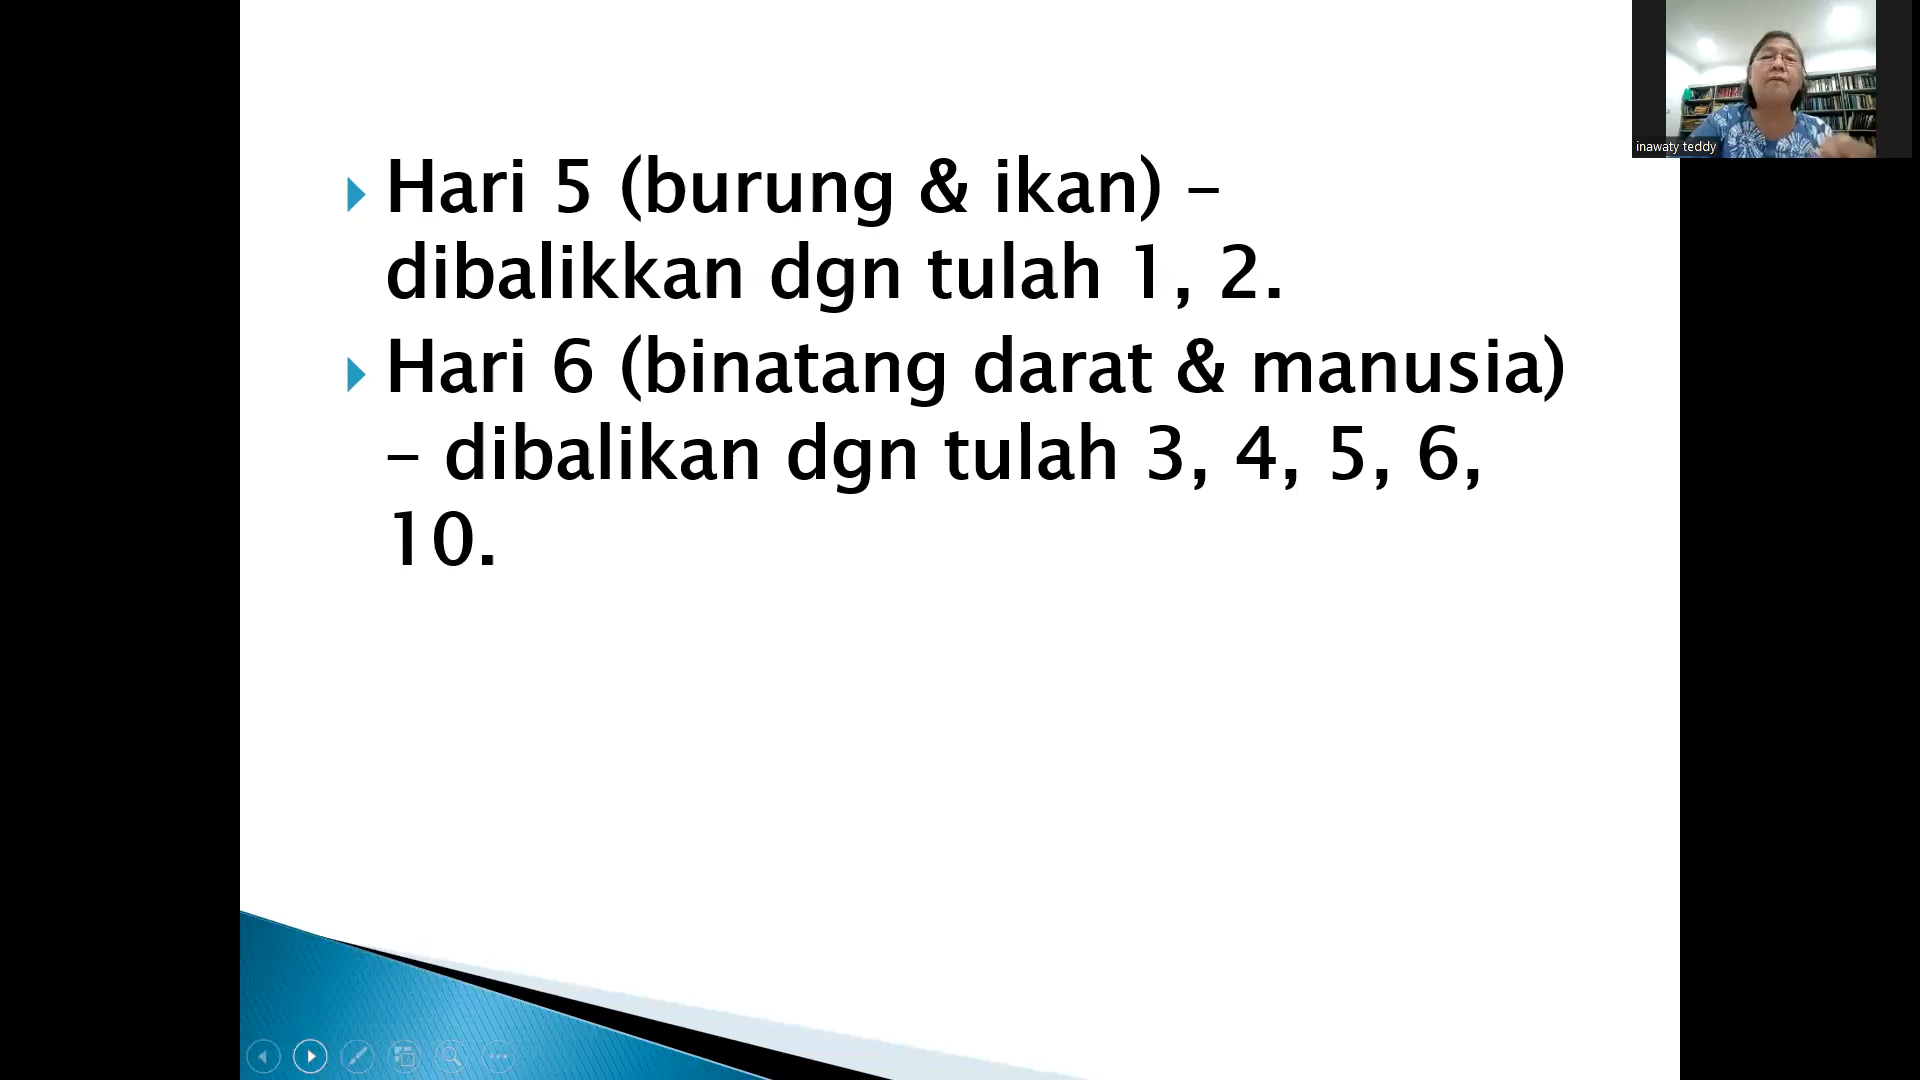 inawaty teddy
Hari 5 (burung & ikan) –
dibalikkan dgn tulah 1, 2.
Hari 6 (binatang darat & manusia)
– dibalikan dgn tulah 3, 4, 5, 6,
10.